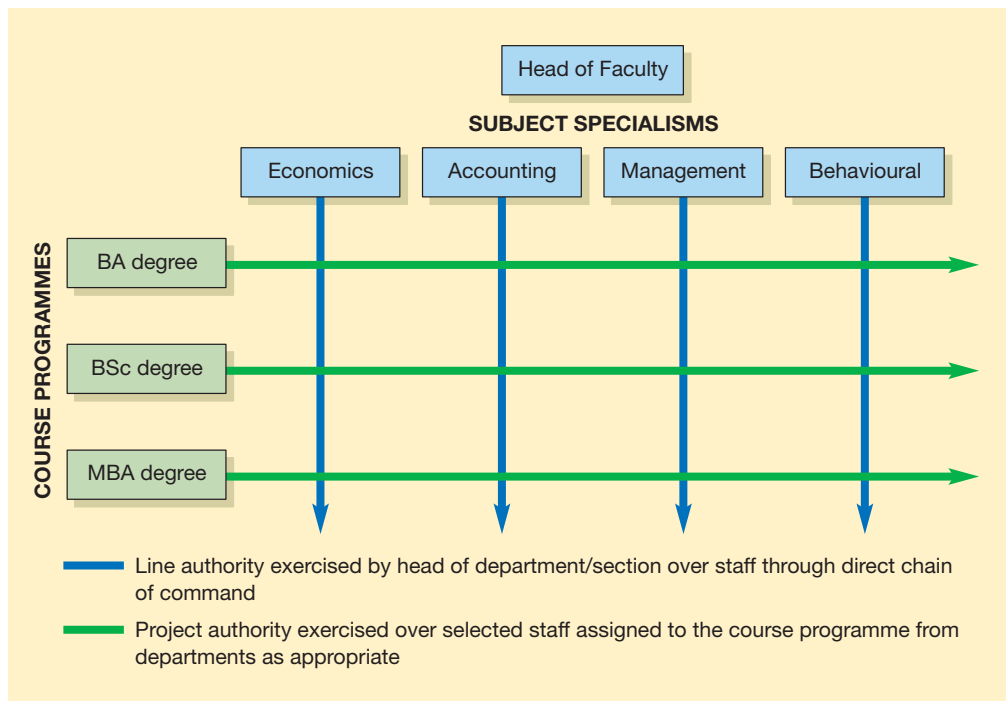 Head of Faculty
SUBJECT SPECIALISMS
Economics
Accounting
Management
Behavioural
COURSE PROGRAMMES
BA degree
BSc degree
MBA degree
Line authority exercised by head of department/section over staff through direct chain
of command
Project authority exercised over selected staff assigned to the course programme from
departments as appropriate